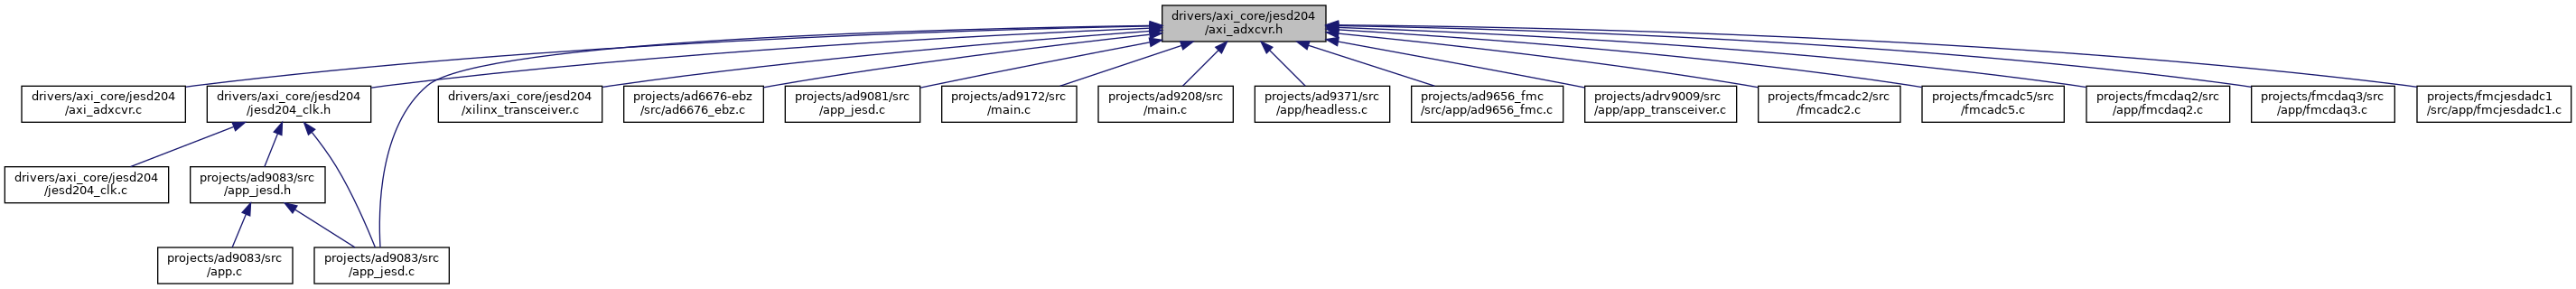 drivers/axi_core/jesd204
/axi_adxcvr.h
drivers/axi_core/jesd204
/axi_adxcvr.c
drivers/axi_core/jesd204
/jesd204_clk.h
drivers/axi_core/jesd204
/xilinx_transceiver.c
projects/ad6676-ebz
/src/ad6676_ebz.c
projects/ad9081/src
/app_jesd.c
projects/ad9172/src
/main.c
projects/ad9208/src
/main.c
projects/ad9371/src
/app/headless.c
projects/ad9656_fmc
/src/app/ad9656_fmc.c
projects/adrv9009/src
/app/app_transceiver.c
projects/fmcadc2/src
/fmcadc2.c
projects/fmcadc5/src
/fmcadc5.c
projects/fmcdaq2/src
/app/fmcdaq2.c
projects/fmcdaq3/src
/app/fmcdaq3.c
projects/fmcjesdadc1
/src/app/fmcjesdadc1.c
drivers/axi_core/jesd204
/jesd204_clk.c
projects/ad9083/src
/app_jesd.h
projects/ad9083/src
/app.c
projects/ad9083/src
/app_jesd.c